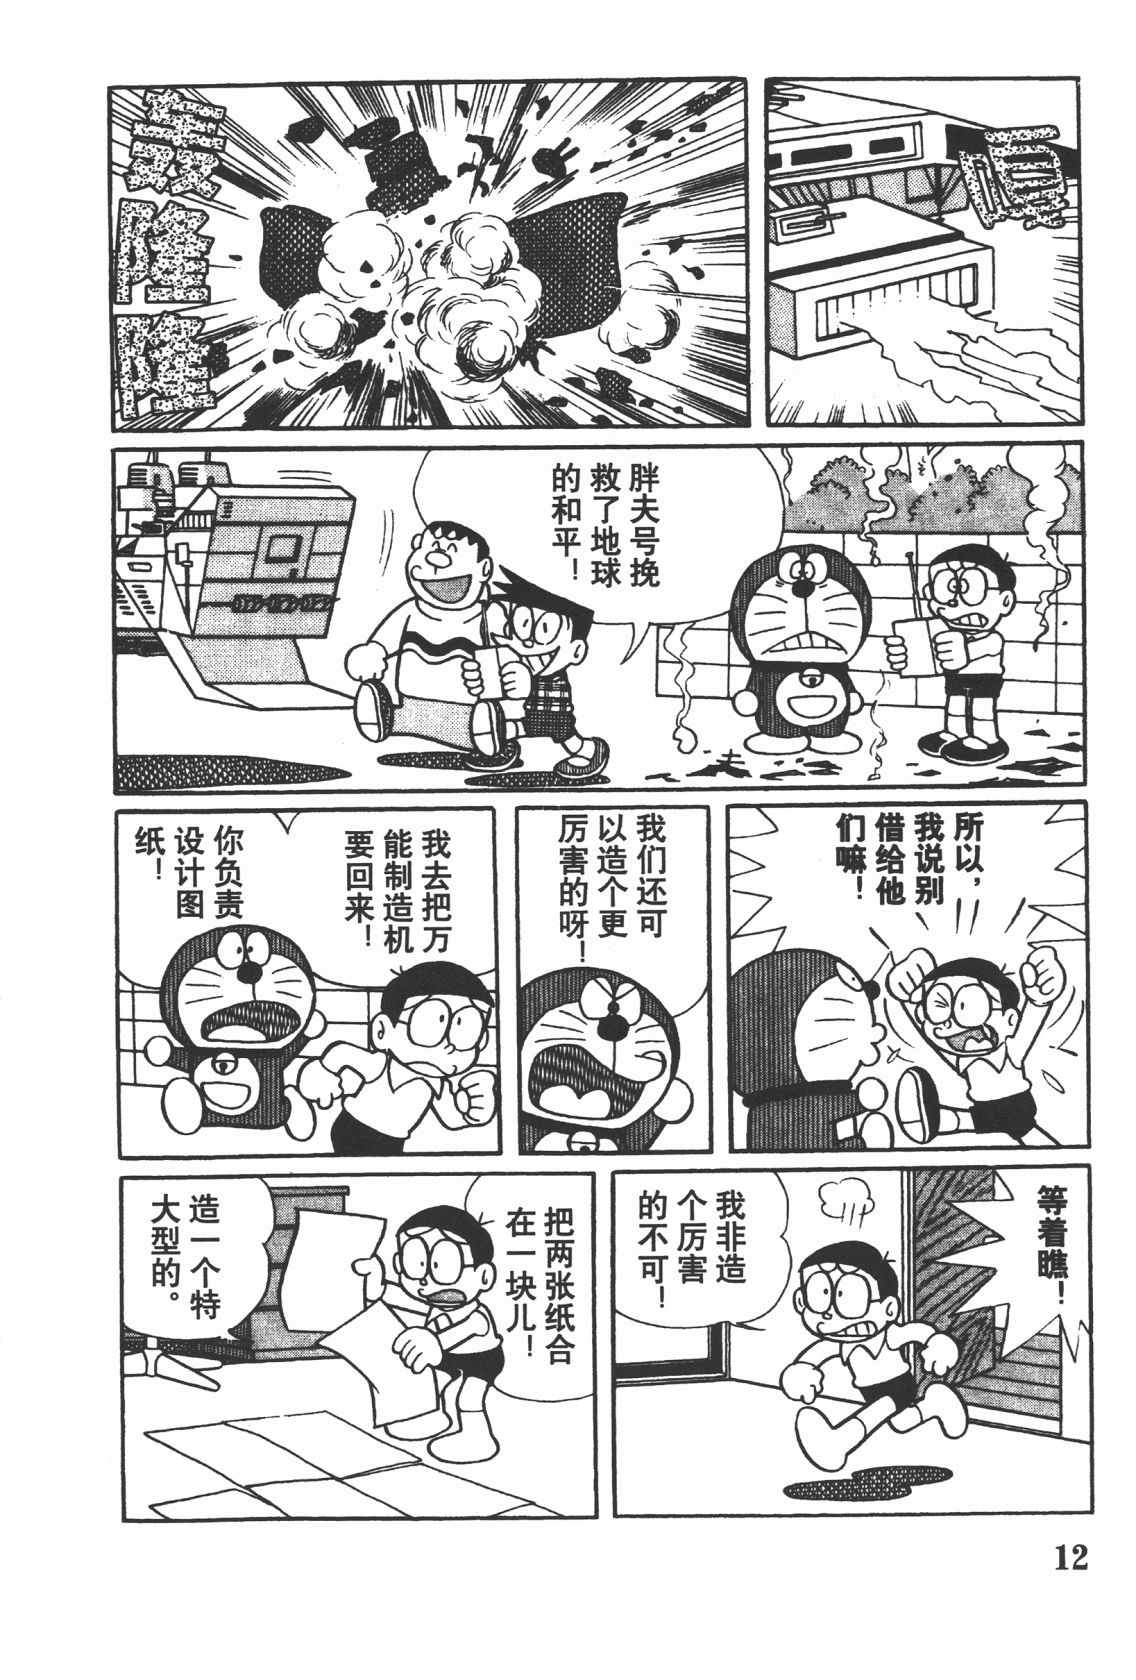 嗖
轰
隆
隆
胖夫号挽
救了地球
的和平！
所以，
我说别
借给他
们嘛！
我们还可
以造个更
厉害的呀！
我去把万
能制造机
要回来！
你负责
设计图
纸！
等着瞧！
我非造
个厉害
的不可！
把两张纸合
在一块儿！
造一个特
大型的。
12